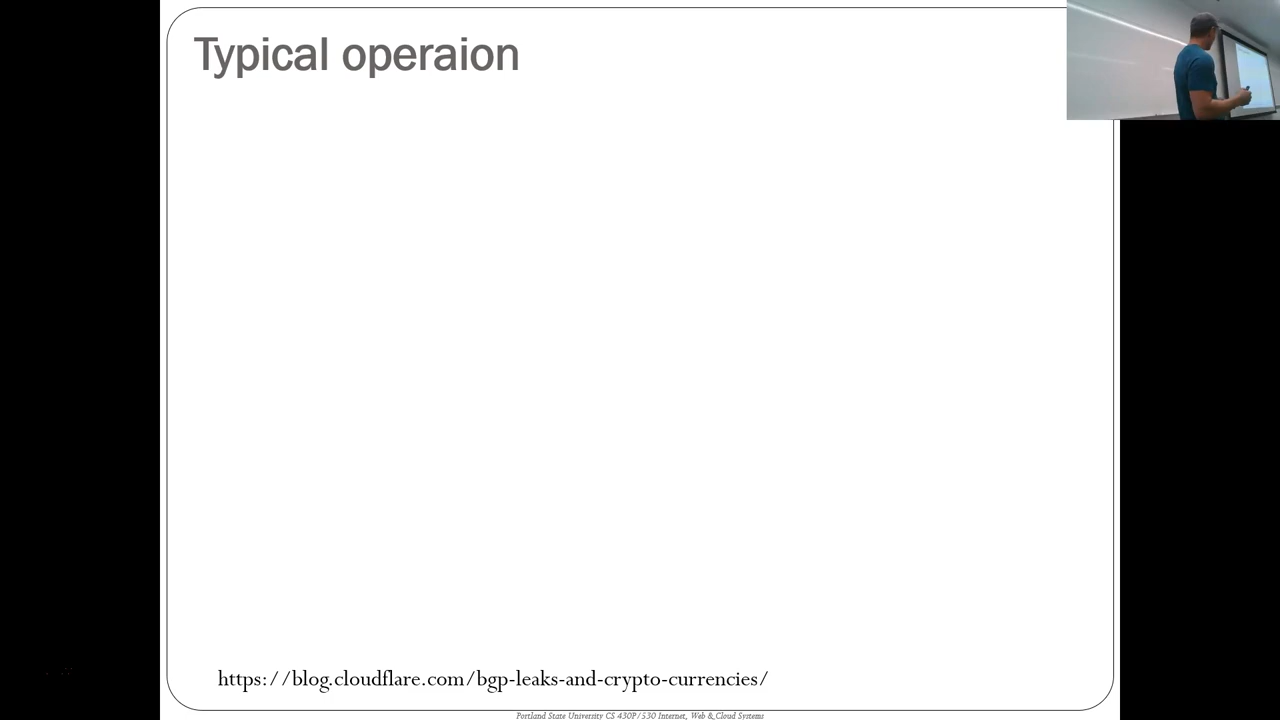 Typical operaion
https://blog.cloudflare.com/bgp-leaks-and-crypto-currencies/
Portland State University CS 430P/530 Internet, Web & Cloud Systems